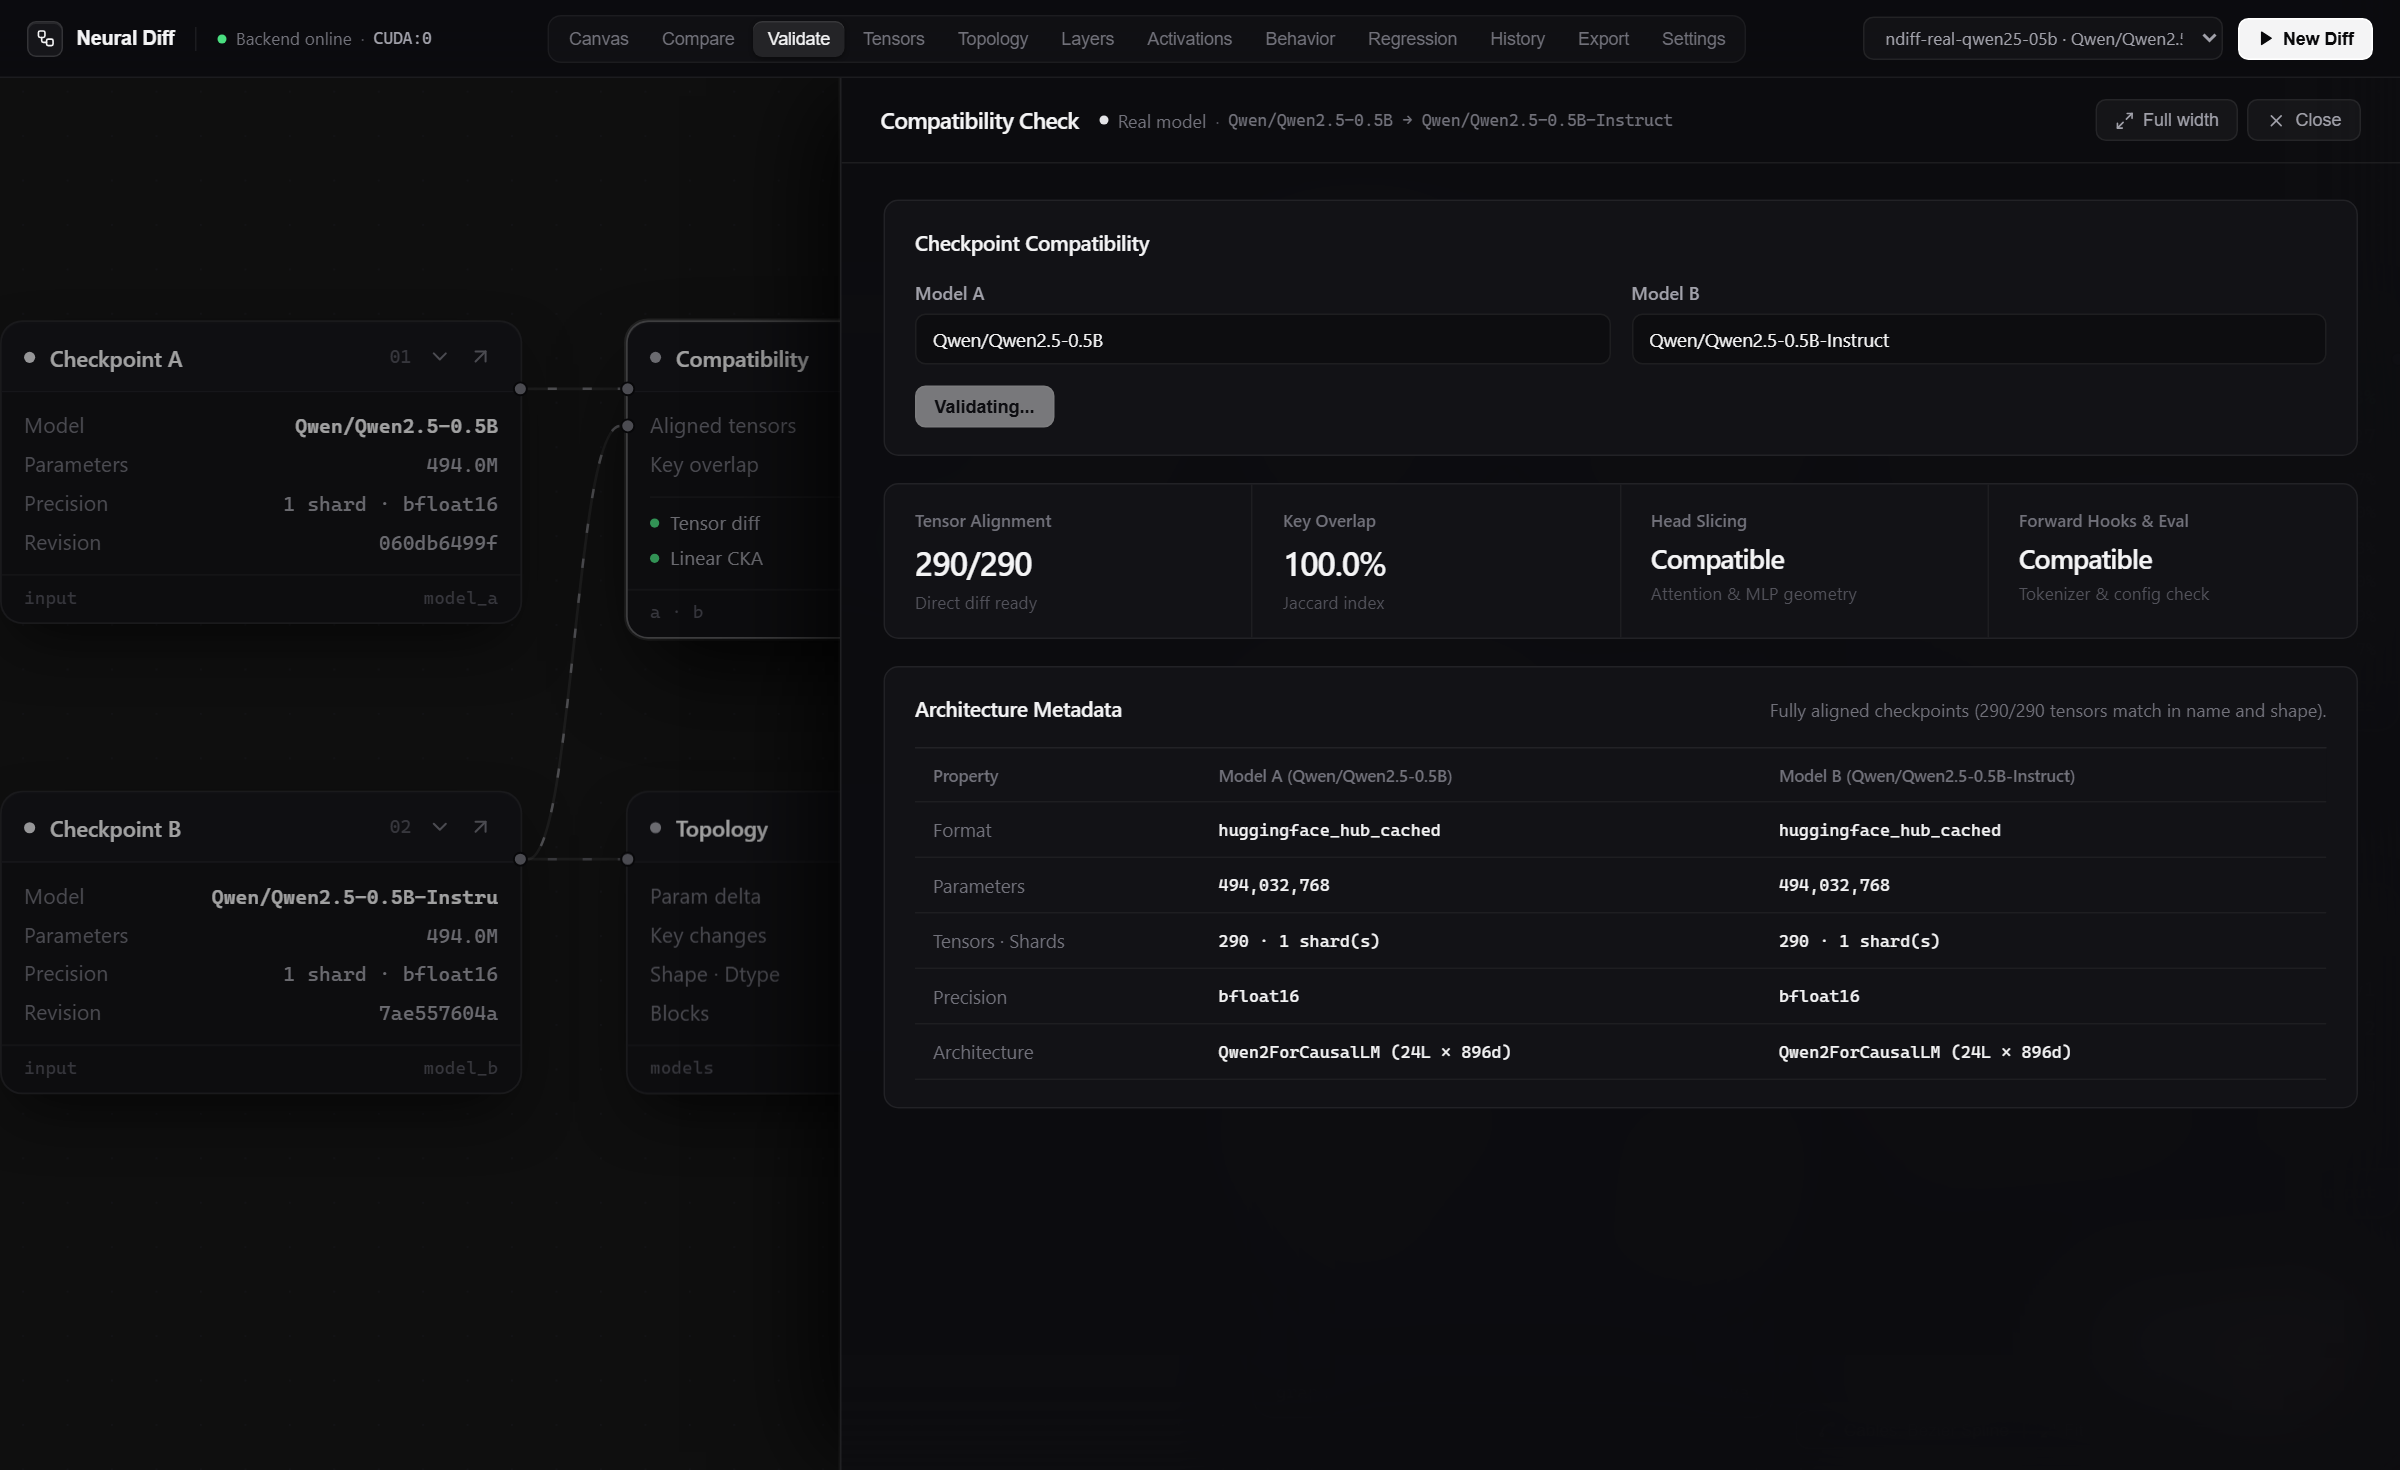 Neural Diff
Backend online · CUDA:0
Canvas Compare Validate Tensors Topology Layers Activations Behavior Regression History Export Settings
ndiff-real-qwen25-05b · Qwen/Qwen2.
New Diff
Checkpoint A 01
Model Qwen/Qwen2.5-0.5B
Parameters 494.0M
Precision 1 shard · bfloat16
Revision 060db6499f
input model_a
Checkpoint B 02
Model Qwen/Qwen2.5-0.5B-Instru
Parameters 494.0M
Precision 1 shard · bfloat16
Revision 7ae557604a
input model_b
Compatibility
Aligned tensors
Key overlap
Tensor diff
Linear CKA
a · b
Topology
Param delta
Key changes
Shape · Dtype
Blocks
models
Compatibility Check Real model · Qwen/Qwen2.5-0.5B → Qwen/Qwen2.5-0.5B-Instruct
Full width
Close
Checkpoint Compatibility
Model A
Qwen/Qwen2.5-0.5B
Model B
Qwen/Qwen2.5-0.5B-Instruct
Validating...
Tensor Alignment
290/290
Direct diff ready
Key Overlap
100.0%
Jaccard index
Head Slicing
Compatible
Attention & MLP geometry
Forward Hooks & Eval
Compatible
Tokenizer & config check
Architecture Metadata
Fully aligned checkpoints (290/290 tensors match in name and shape).
Property Model A (Qwen/Qwen2.5-0.5B) Model B (Qwen/Qwen2.5-0.5B-Instruct)
Format huggingface_hub_cached huggingface_hub_cached
Parameters 494,032,768 494,032,768
Tensors · Shards 290 · 1 shard(s) 290 · 1 shard(s)
Precision bfloat16 bfloat16
Architecture Qwen2ForCausalLM (24L × 896d) Qwen2ForCausalLM (24L × 896d)